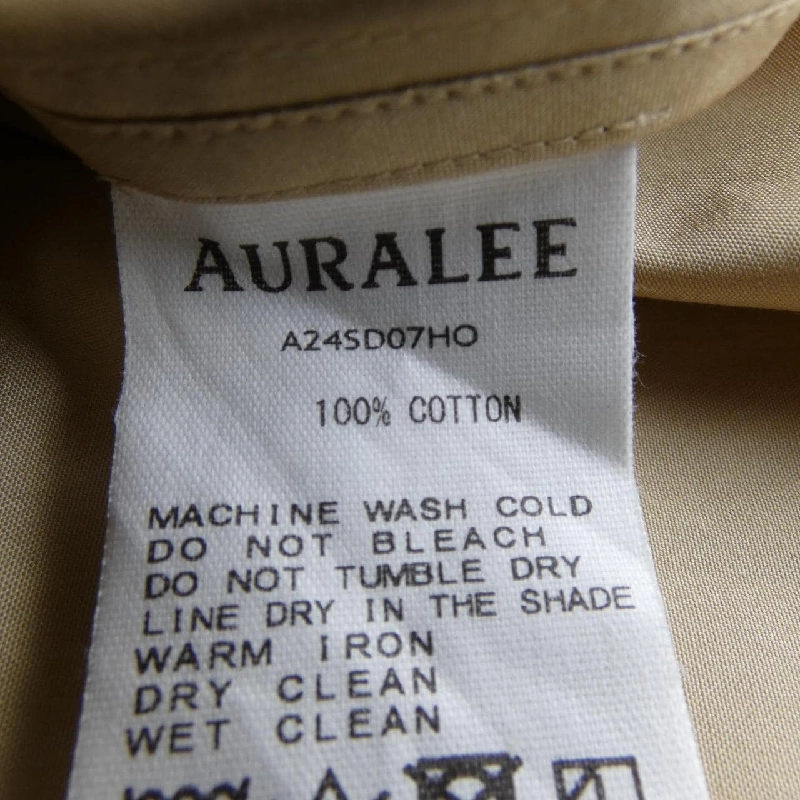 AURALEE
A24SD07HO
100% COTTON
MACHINE WASH COLD
DO NOT BLEACH
DO NOT TUMBLE DRY
LINE DRY IN THE SHADE
WARM IRON
DRY CLEAN
WET CLEAN